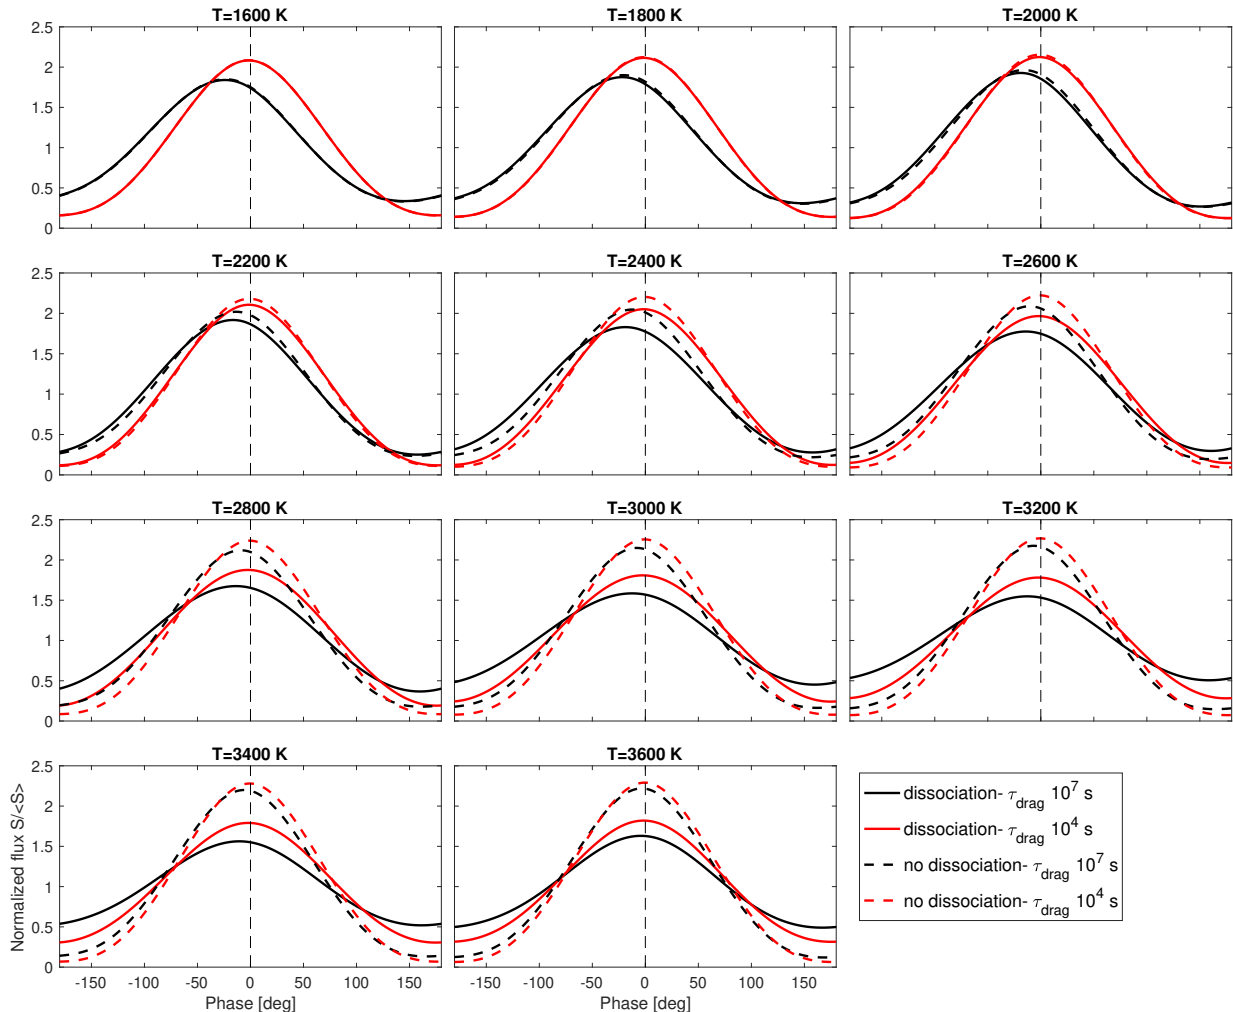 T=1600 K
T=1800 K
T=2000 K
2.5
2
1.5
1
0.5
0
T=2200 K
T=2400 K
T=2600 K
2.5
2
1.5
1
0.5
0
T=2800 K
T=3000 K
T=3200 K
2.5
2
1.5
1
0.5
0
T=3400 K
T=3600 K
2.5
2
1.5
1
0.5
0
Normalized flux S/<S>
-150 -100 -50 0 50 100 150
Phase [deg]
-150 -100 -50 0 50 100 150
Phase [deg]
dissociation- τdrag 10^7 s
dissociation- τdrag 10^4 s
no dissociation- τdrag 10^7 s
no dissociation- τdrag 10^4 s